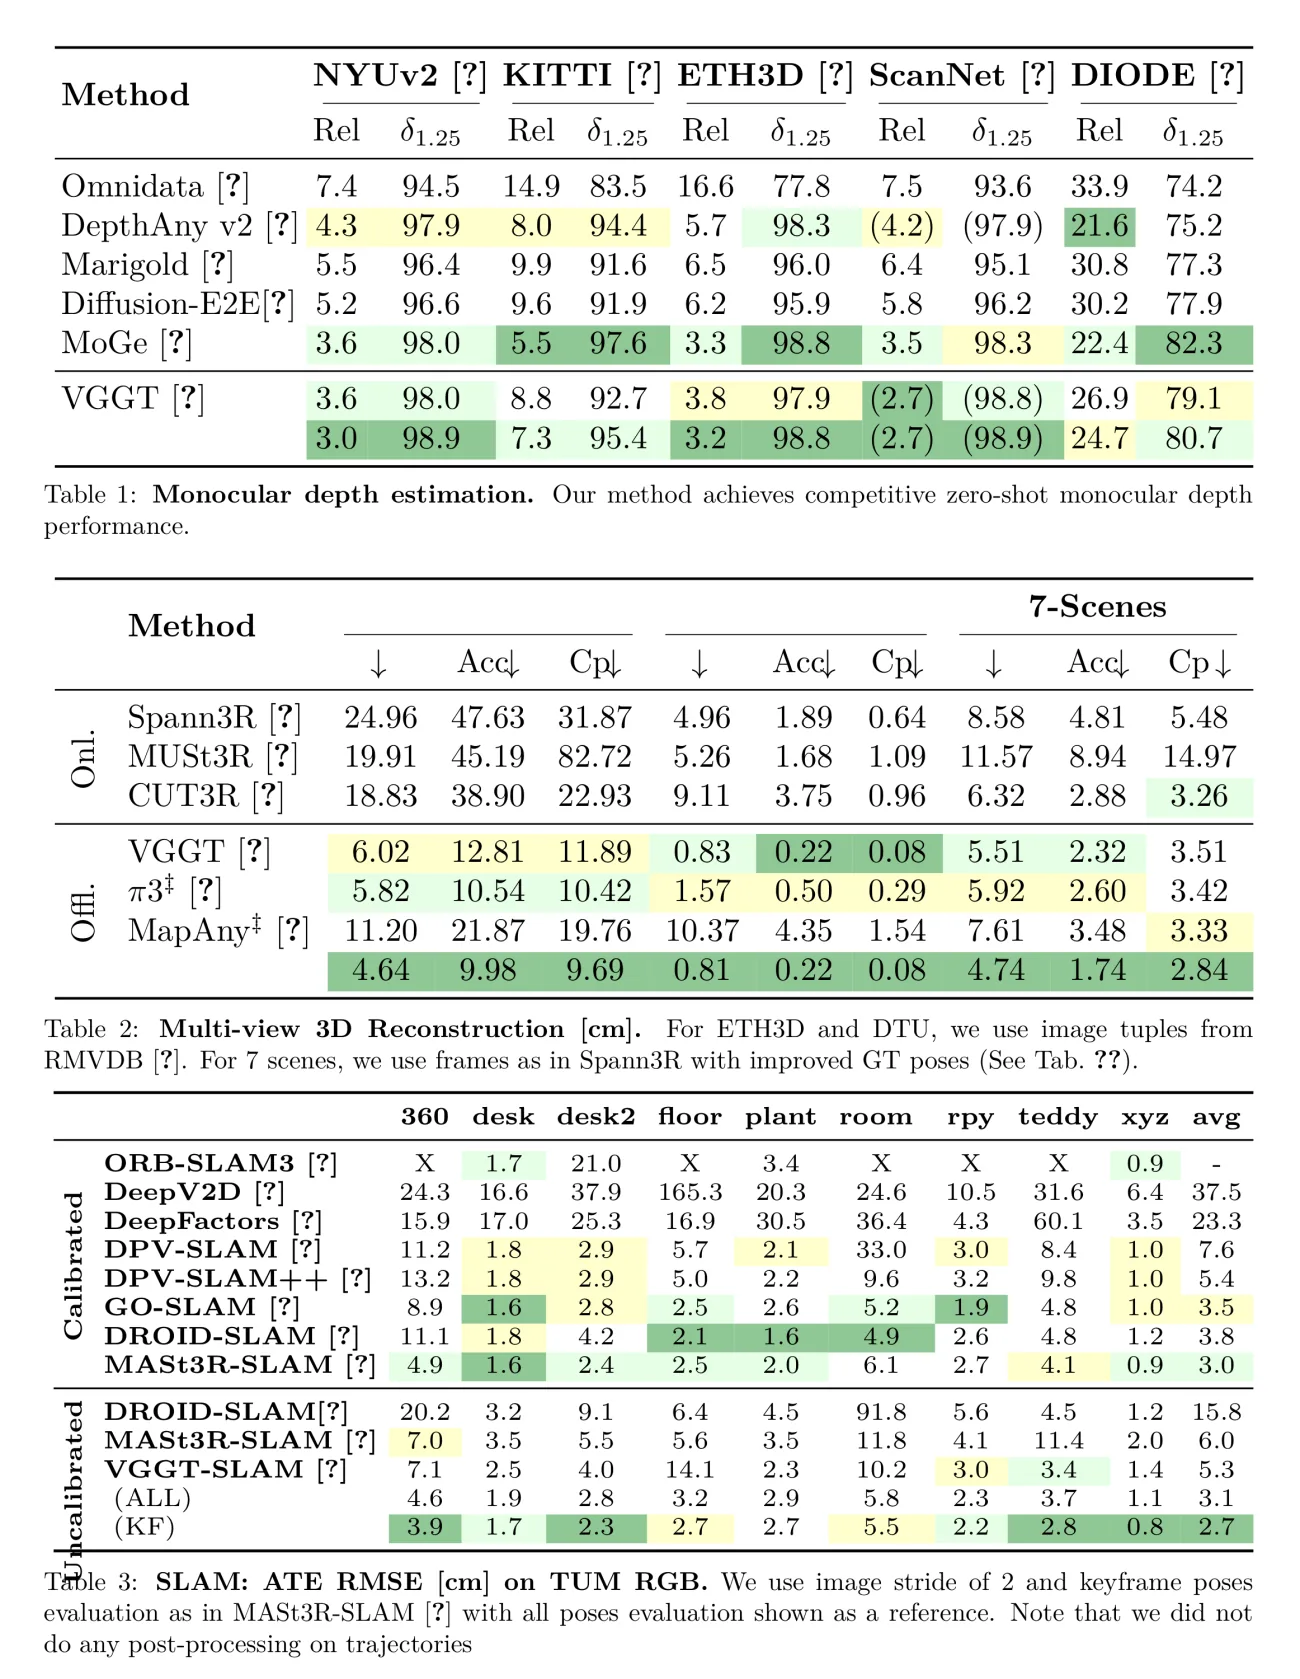 Method NYUv2 [?] KITTI [?] ETH3D [?] ScanNet [?] DIODE [?]
Rel δ1.25 Rel δ1.25 Rel δ1.25 Rel δ1.25 Rel δ1.25
Omnidata [?] 7.4 94.5 14.9 83.5 16.6 77.8 7.5 93.6 33.9 74.2
DepthAny v2 [?] 4.3 97.9 8.0 94.4 5.7 98.3 (4.2) (97.9) 21.6 75.2
Marigold [?] 5.5 96.4 9.9 91.6 6.5 96.0 6.4 95.1 30.8 77.3
Diffusion-E2E[?] 5.2 96.6 9.6 91.9 6.2 95.9 5.8 96.2 30.2 77.9
MoGe [?] 3.6 98.0 5.5 97.6 3.3 98.8 3.5 98.3 22.4 82.3
VGGT [?] 3.6 98.0 8.8 92.7 3.8 97.9 (2.7) (98.8) 26.9 79.1
3.0 98.9 7.3 95.4 3.2 98.8 (2.7) (98.9) 24.7 80.7
Table 1: Monocular depth estimation. Our method achieves competitive zero-shot monocular depth
performance.
Method 7-Scenes
↓ Acc↓ Cp↓ ↓ Acc↓ Cp↓ ↓ Acc↓ Cp↓
Onl.
Spann3R [?] 24.96 47.63 31.87 4.96 1.89 0.64 8.58 4.81 5.48
MUSt3R [?] 19.91 45.19 82.72 5.26 1.68 1.09 11.57 8.94 14.97
CUT3R [?] 18.83 38.90 22.93 9.11 3.75 0.96 6.32 2.88 3.26
Offl.
VGGT [?] 6.02 12.81 11.89 0.83 0.22 0.08 5.51 2.32 3.51
π3‡ [?] 5.82 10.54 10.42 1.57 0.50 0.29 5.92 2.60 3.42
MapAny‡ [?] 11.20 21.87 19.76 10.37 4.35 1.54 7.61 3.48 3.33
4.64 9.98 9.69 0.81 0.22 0.08 4.74 1.74 2.84
Table 2: Multi-view 3D Reconstruction [cm]. For ETH3D and DTU, we use image tuples from
RMVDB [?]. For 7 scenes, we use frames as in Spann3R with improved GT poses (See Tab. ??).
360 desk desk2 floor plant room rpy teddy xyz avg
Calibrated
ORB-SLAM3 [?] X 1.7 21.0 X 3.4 X X X 0.9 -
DeepV2D [?] 24.3 16.6 37.9 165.3 20.3 24.6 10.5 31.6 6.4 37.5
DeepFactors [?] 15.9 17.0 25.3 16.9 30.5 36.4 4.3 60.1 3.5 23.3
DPV-SLAM [?] 11.2 1.8 2.9 5.7 2.1 33.0 3.0 8.4 1.0 7.6
DPV-SLAM++ [?] 13.2 1.8 2.9 5.0 2.2 9.6 3.2 9.8 1.0 5.4
GO-SLAM [?] 8.9 1.6 2.8 2.5 2.6 5.2 1.9 4.8 1.0 3.5
DROID-SLAM [?] 11.1 1.8 4.2 2.1 1.6 4.9 2.6 4.8 1.2 3.8
MASt3R-SLAM [?] 4.9 1.6 2.4 2.5 2.0 6.1 2.7 4.1 0.9 3.0
Uncalibrated
DROID-SLAM[?] 20.2 3.2 9.1 6.4 4.5 91.8 5.6 4.5 1.2 15.8
MASt3R-SLAM [?] 7.0 3.5 5.5 5.6 3.5 11.8 4.1 11.4 2.0 6.0
VGGT-SLAM [?] 7.1 2.5 4.0 14.1 2.3 10.2 3.0 3.4 1.4 5.3
(ALL) 4.6 1.9 2.8 3.2 2.9 5.8 2.3 3.7 1.1 3.1
(KF) 3.9 1.7 2.3 2.7 2.7 5.5 2.2 2.8 0.8 2.7
Table 3: SLAM: ATE RMSE [cm] on TUM RGB. We use image stride of 2 and keyframe poses
evaluation as in MASt3R-SLAM [?] with all poses evaluation shown as a reference. Note that we did not
do any post-processing on trajectories